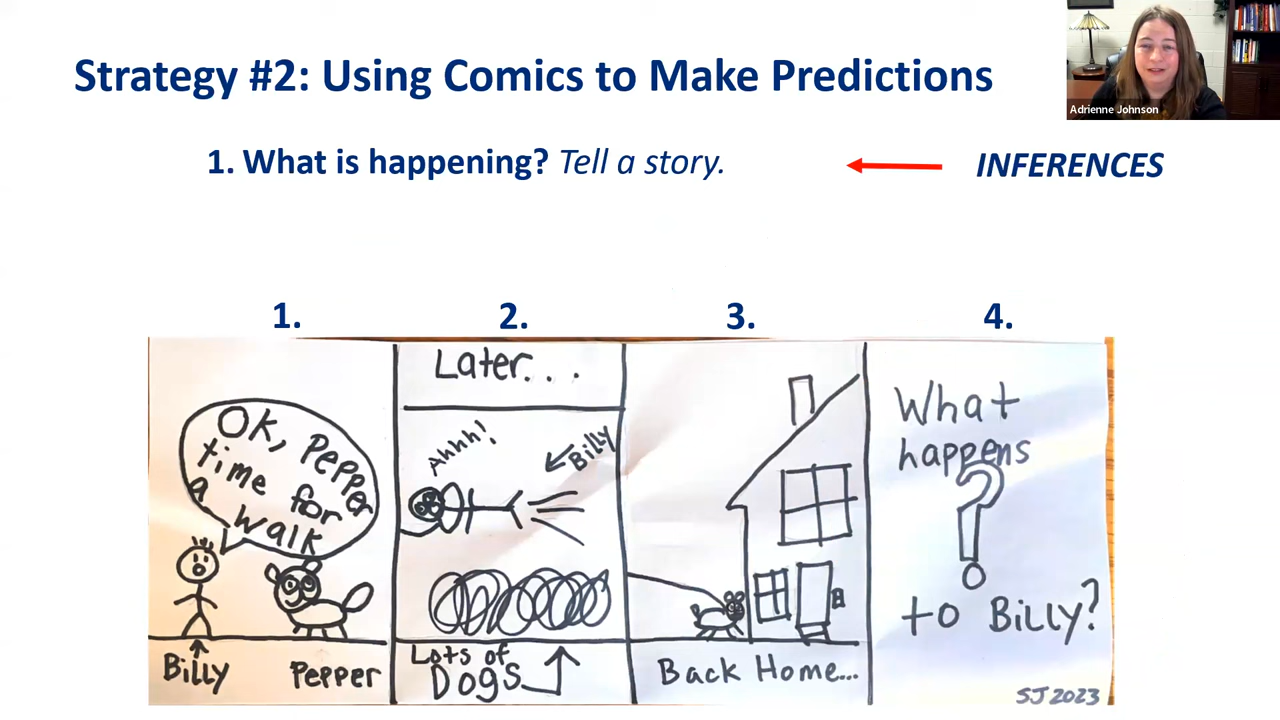 Strategy #2: Using Comics to Make Predictions
Adrienne Johnson
1. What is happening? Tell a story.
INFERENCES
1.
2.
3.
4.
OK, Pepper
time for
a
walk
Billy
Pepper
Later...
Ahhh!
Billy
Lots of
Dogs
Back Home...
What
happens
?
to Billy?
SJ 2023